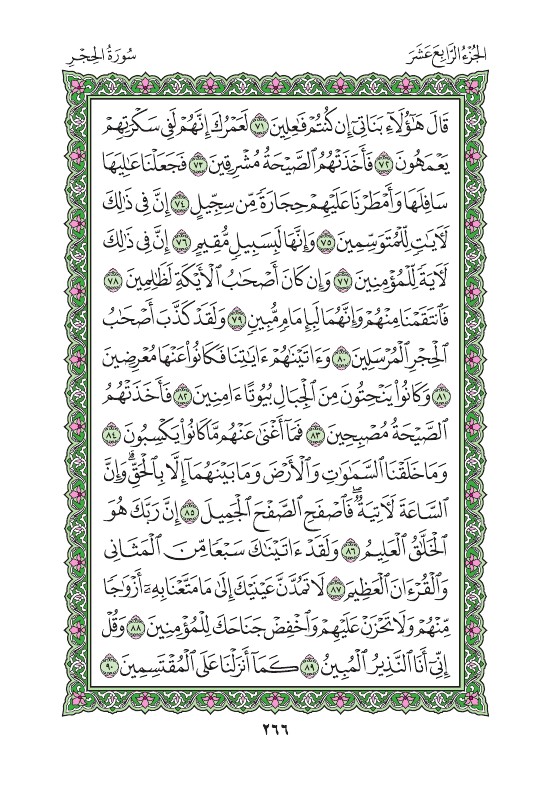 الجُزْءُ الرَّابِعَ عَشَرَ
سُورَةُ الحِجْرِ
قَالَ هَٰٓؤُلَآءِ بَنَاتِىٓ إِن كُنتُمْ فَٰعِلِينَ ٧١ لَعَمْرُكَ إِنَّهُمْ لَفِى سَكْرَتِهِمْ
يَعْمَهُونَ ٧٢ فَأَخَذَتْهُمُ ٱلصَّيْحَةُ مُشْرِقِينَ ٧٣ فَجَعَلْنَا عَٰلِيَهَا
سَافِلَهَا وَأَمْطَرْنَا عَلَيْهِمْ حِجَارَةً مِّن سِجِّيلٍ ٧٤ إِنَّ فِى ذَٰلِكَ
لَءَايَٰتٍ لِّلْمُتَوَسِّمِينَ ٧٥ وَإِنَّهَا لَبِسَبِيلٍ مُّقِيمٍ ٧٦ إِنَّ فِى ذَٰلِكَ
لَءَايَةً لِّلْمُؤْمِنِينَ ٧٧ وَإِن كَانَ أَصْحَٰبُ ٱلْأَيْكَةِ لَظَٰلِمِينَ ٧٨
فَٱنتَقَمْنَا مِنْهُمْ وَإِنَّهُمَا لَبِإِمَامٍ مُّبِينٍ ٧٩ وَلَقَدْ كَذَّبَ أَصْحَٰبُ
ٱلْحِجْرِ ٱلْمُرْسَلِينَ ٨٠ وَءَاتَيْنَٰهُمْ ءَايَٰتِنَا فَكَانُوا۟ عَنْهَا مُعْرِضِينَ
٨١ وَكَانُوا۟ يَنْحِتُونَ مِنَ ٱلْجِبَالِ بُيُوتًا ءَامِنِينَ ٨٢ فَأَخَذَتْهُمُ
ٱلصَّيْحَةُ مُصْبِحِينَ ٨٣ فَمَآ أَغْنَىٰ عَنْهُم مَّا كَانُوا۟ يَكْسِبُونَ ٨٤
وَمَا خَلَقْنَا ٱلسَّمَٰوَٰتِ وَٱلْأَرْضَ وَمَا بَيْنَهُمَآ إِلَّا بِٱلْحَقِّ ۗ وَإِنَّ
ٱلسَّاعَةَ لَءَاتِيَةٌ ۖ فَٱصْفَحِ ٱلصَّفْحَ ٱلْجَمِيلَ ٨٥ إِنَّ رَبَّكَ هُوَ
ٱلْخَلَّٰقُ ٱلْعَلِيمُ ٨٦ وَلَقَدْ ءَاتَيْنَٰكَ سَبْعًا مِّنَ ٱلْمَثَانِى
وَٱلْقُرْءَانَ ٱلْعَظِيمَ ٨٧ لَا تَمُدَّنَّ عَيْنَيْكَ إِلَىٰ مَا مَتَّعْنَا بِهِۦٓ أَزْوَٰجًا
مِّنْهُمْ وَلَا تَحْزَنْ عَلَيْهِمْ وَٱخْفِضْ جَنَاحَكَ لِلْمُؤْمِنِينَ ٨٨ وَقُلْ
إِنِّىٓ أَنَا ٱلنَّذِيرُ ٱلْمُبِينُ ٨٩ كَمَآ أَنزَلْنَا عَلَى ٱلْمُقْتَسِمِينَ ٩٠
٢٦٦